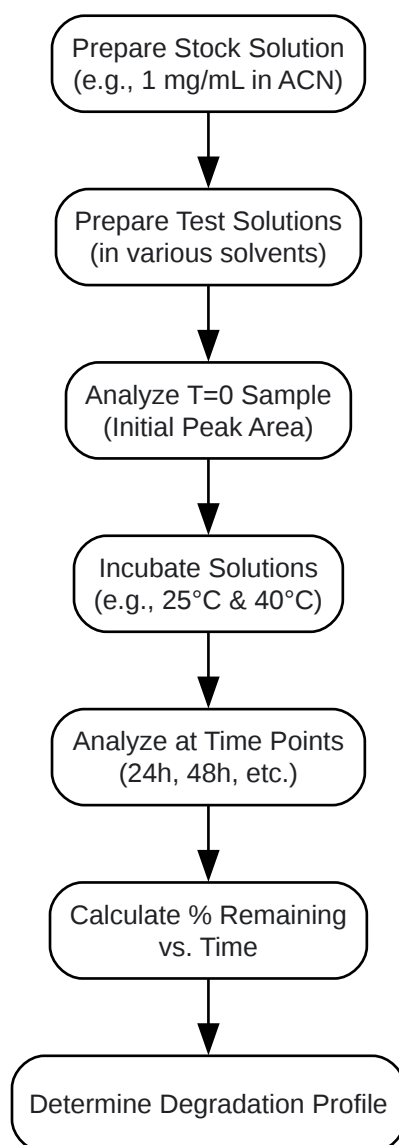 Prepare Stock Solution
(e.g., 1 mg/mL in ACN)
Prepare Test Solutions
(in various solvents)
Analyze T=0 Sample
(Initial Peak Area)
Incubate Solutions
(e.g., 25°C & 40°C)
Analyze at Time Points
(24h, 48h, etc.)
Calculate % Remaining
vs. Time
Determine Degradation Profile